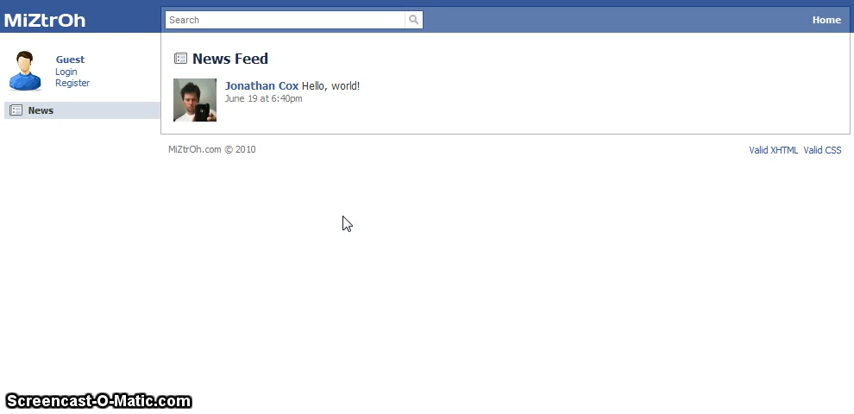 MiZtrOh
Search
Home
Guest
Login
Register
News
News Feed
Jonathan Cox Hello, world!
June 19 at 6:40pm
MiZtrOh.com © 2010
Valid XHTML Valid CSS
Screencast-O-Matic.com